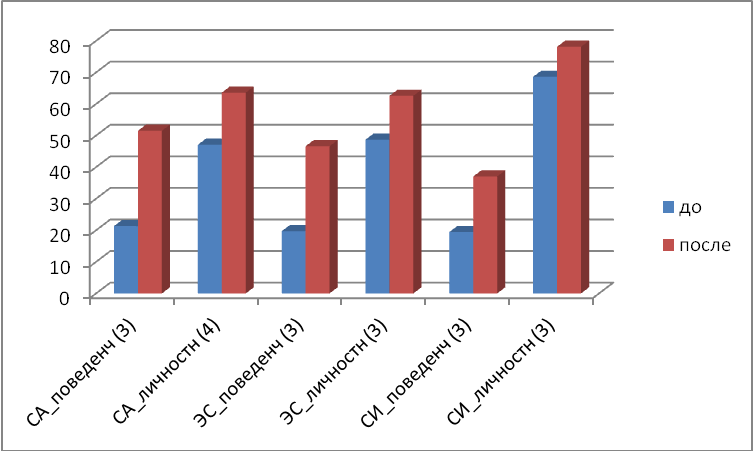 80
70
60
50
40
30
20
10
0
до
после
СА_поведенч (3)
СА_личностн (4)
ЭС_поведенч (3)
ЭС_личностн (3)
СИ_поведенч (3)
СИ_личностн (3)